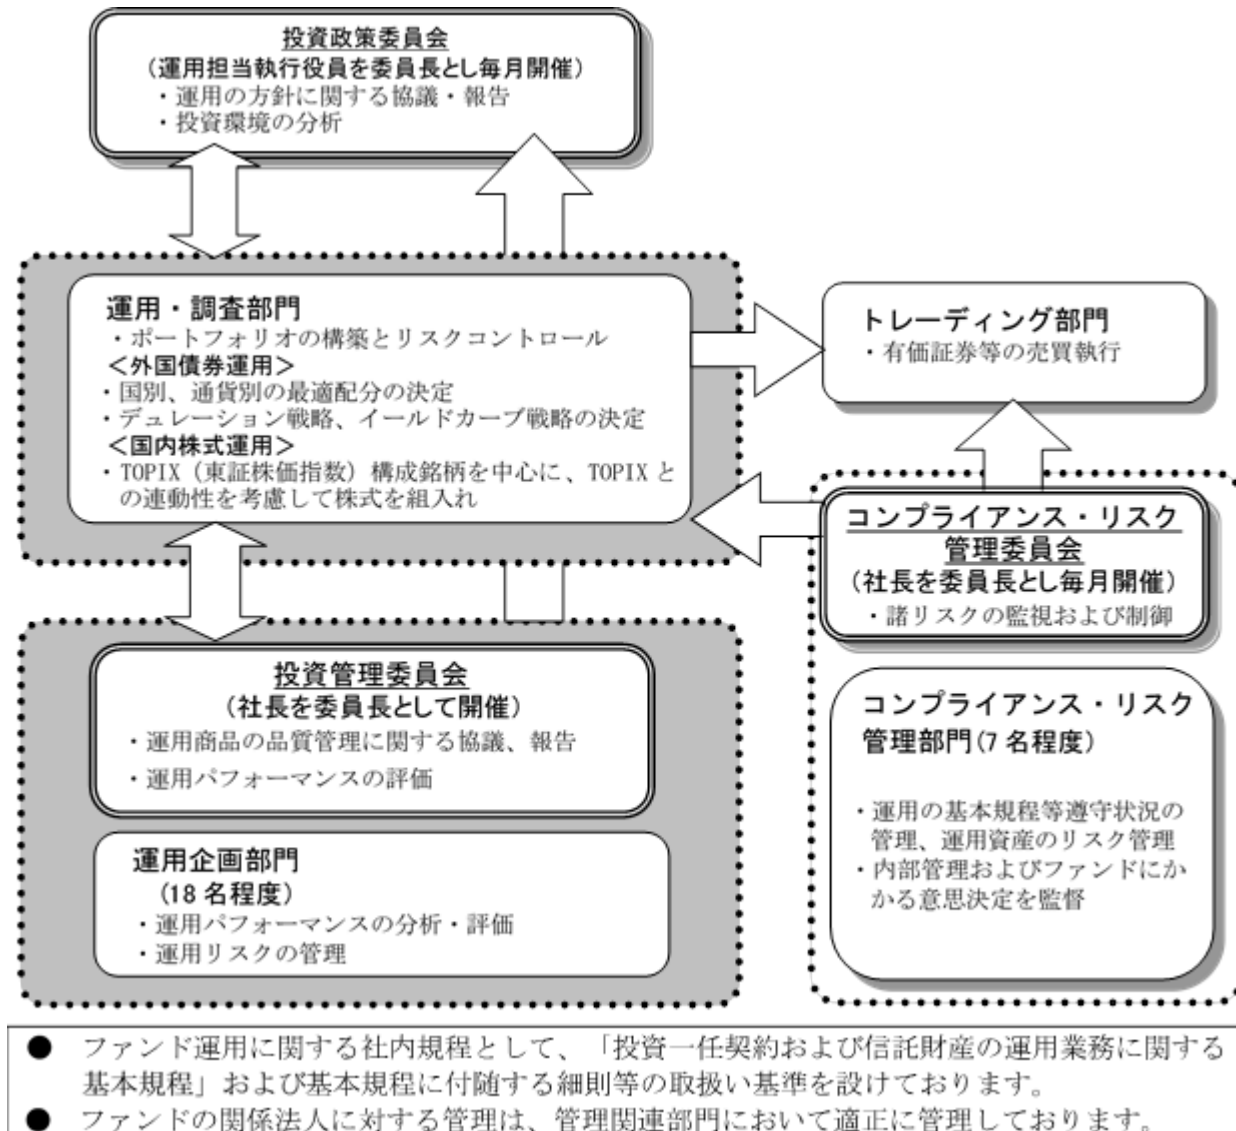 投資政策委員会
(運用担当執行役員を委員長とし毎月開催)
・運用の方針に関する協議・報告
・投資環境の分析
運用・調査部門
・ポートフォリオの構築とリスクコントロール
＜外国債券運用＞
・国別、通貨別の最適配分の決定
・デュレーション戦略、イールドカーブ戦略の決定
＜国内株式運用＞
・TOPIX（東証株価指数）構成銘柄を中心に、TOPIX と
の連動性を考慮して株式を組入れ
トレーディング部門
・有価証券等の売買執行
コンプライアンス・リスク
管理委員会
(社長を委員長とし毎月開催)
・諸リスクの監視および制御
投資管理委員会
(社長を委員長として開催)
・運用商品の品質管理に関する協議、報告
・運用パフォーマンスの評価
コンプライアンス・リスク
管理部門(7 名程度)
・運用の基本規程等遵守状況の
管理、運用資産のリスク管理
・内部管理およびファンドにか
かる意思決定を監督
運用企画部門
(18 名程度)
・運用パフォーマンスの分析・評価
・運用リスクの管理
● ファンド運用に関する社内規程として、「投資一任契約および信託財産の運用業務に関する
基本規程」および基本規程に付随する細則等の取扱い基準を設けております。
● ファンドの関係法人に対する管理は、管理関連部門において適正に管理しております。